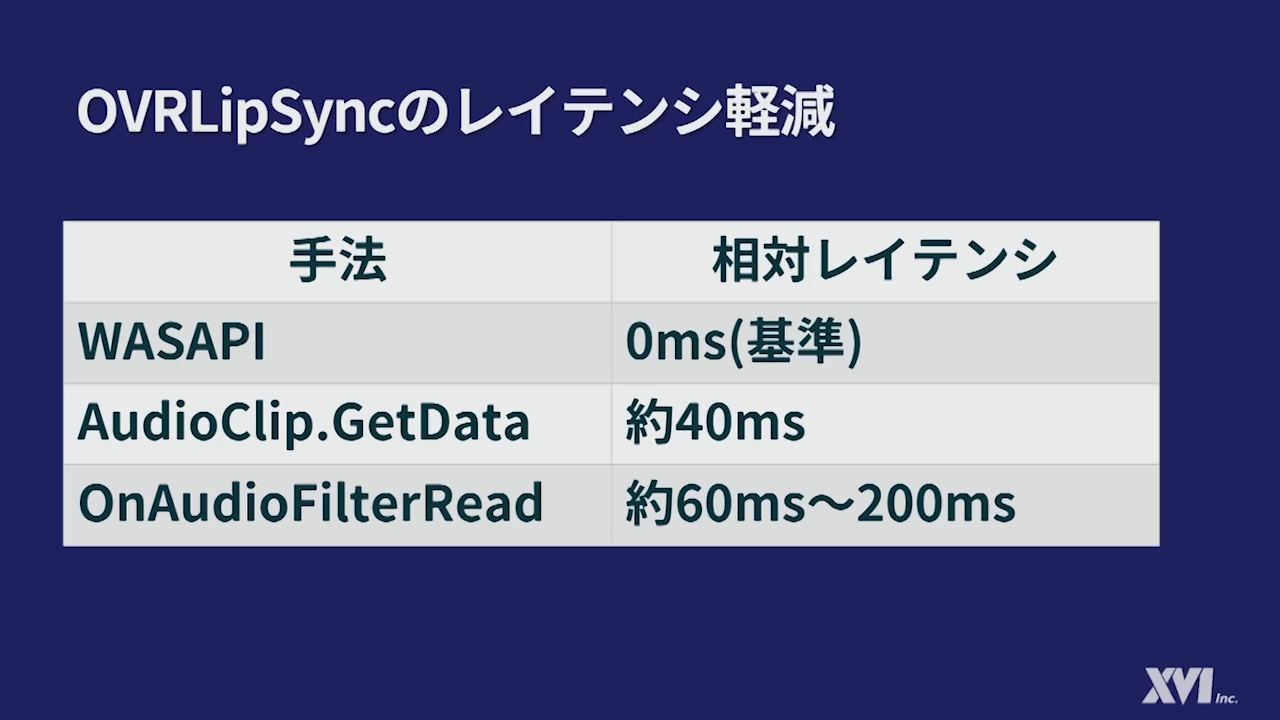 OVRLipSyncのレイテンシ軽減
手法 相対レイテンシ
WASAPI 0ms(基準)
AudioClip.GetData 約40ms
OnAudioFilterRead 約60ms〜200ms
XVI Inc.